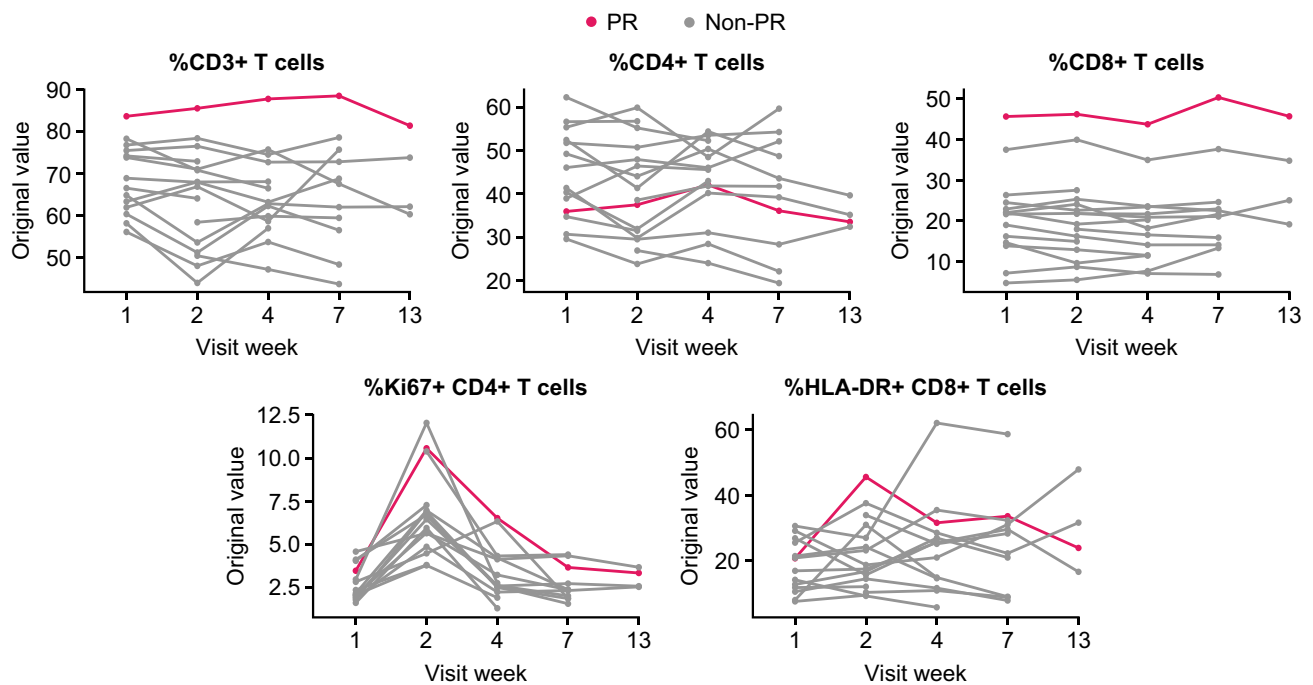 PR Non-PR
%CD3+ T cells
Original value
90
80
70
60
50
1 2 4 7 13
Visit week
%CD4+ T cells
Original value
60
50
40
30
20
1 2 4 7 13
Visit week
%CD8+ T cells
Original value
50
40
30
20
10
1 2 4 7 13
Visit week
%Ki67+ CD4+ T cells
Original value
12.5
10.0
7.5
5.0
2.5
1 2 4 7 13
Visit week
%HLA-DR+ CD8+ T cells
Original value
60
40
20
1 2 4 7 13
Visit week